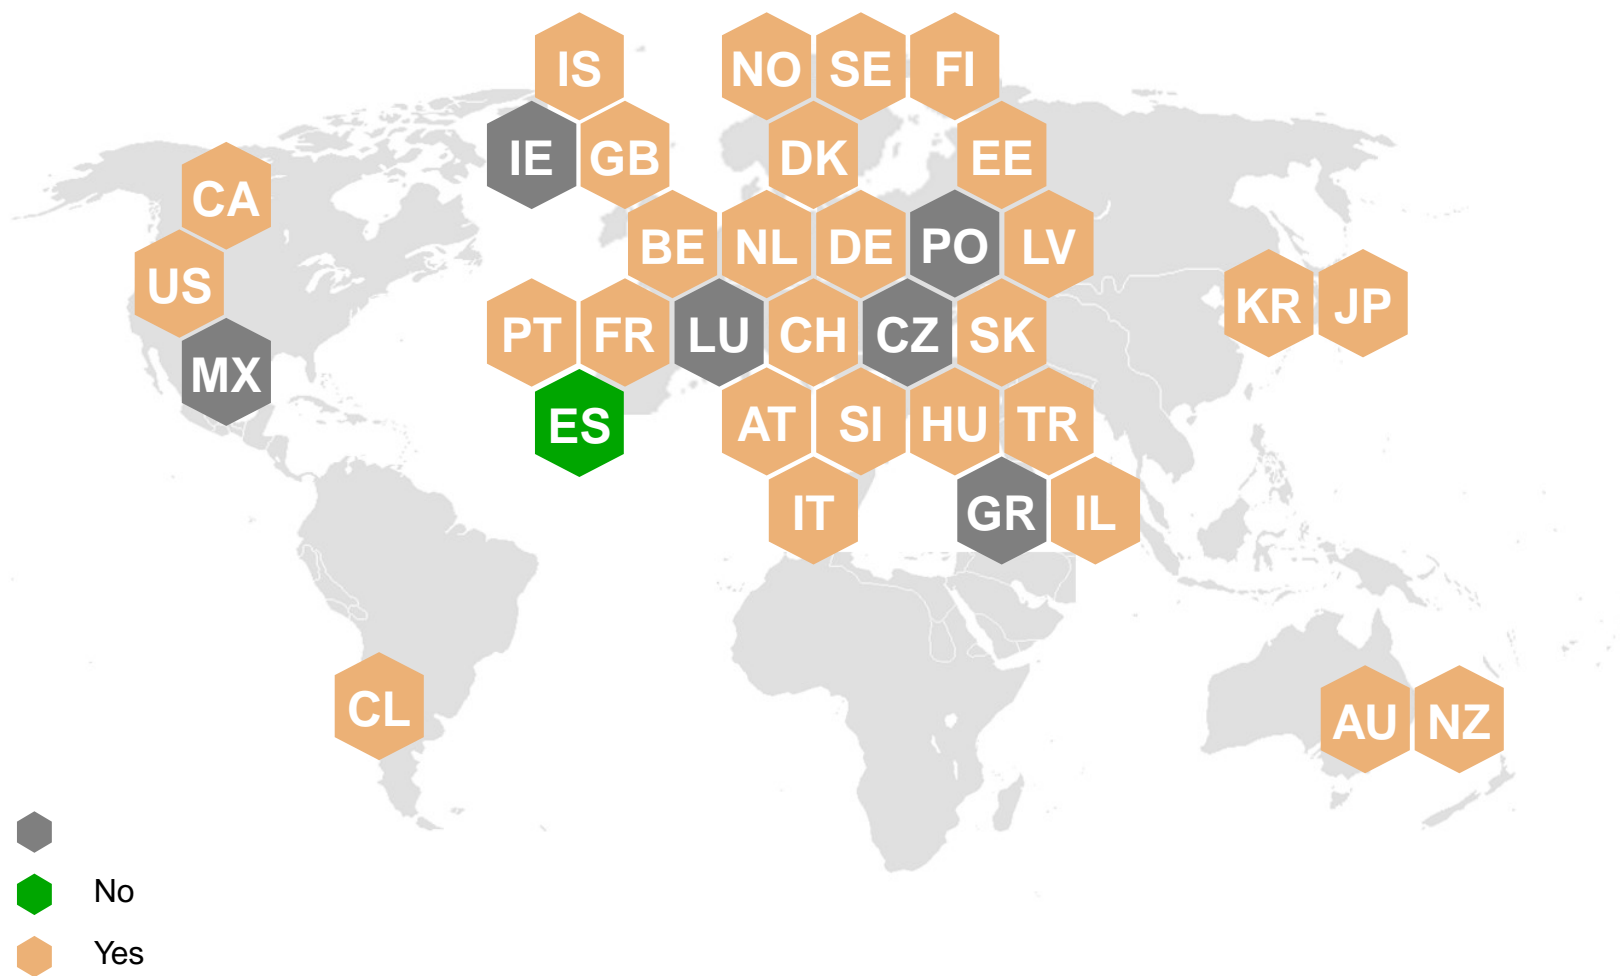 IS NO SE FI
IE GB DK EE
CA
BE NL DE PO LV
US
KR JP
PT FR LU CH CZ SK
MX
ES AT SI HU TR
IT GR IL
CL
AU NZ
No
Yes